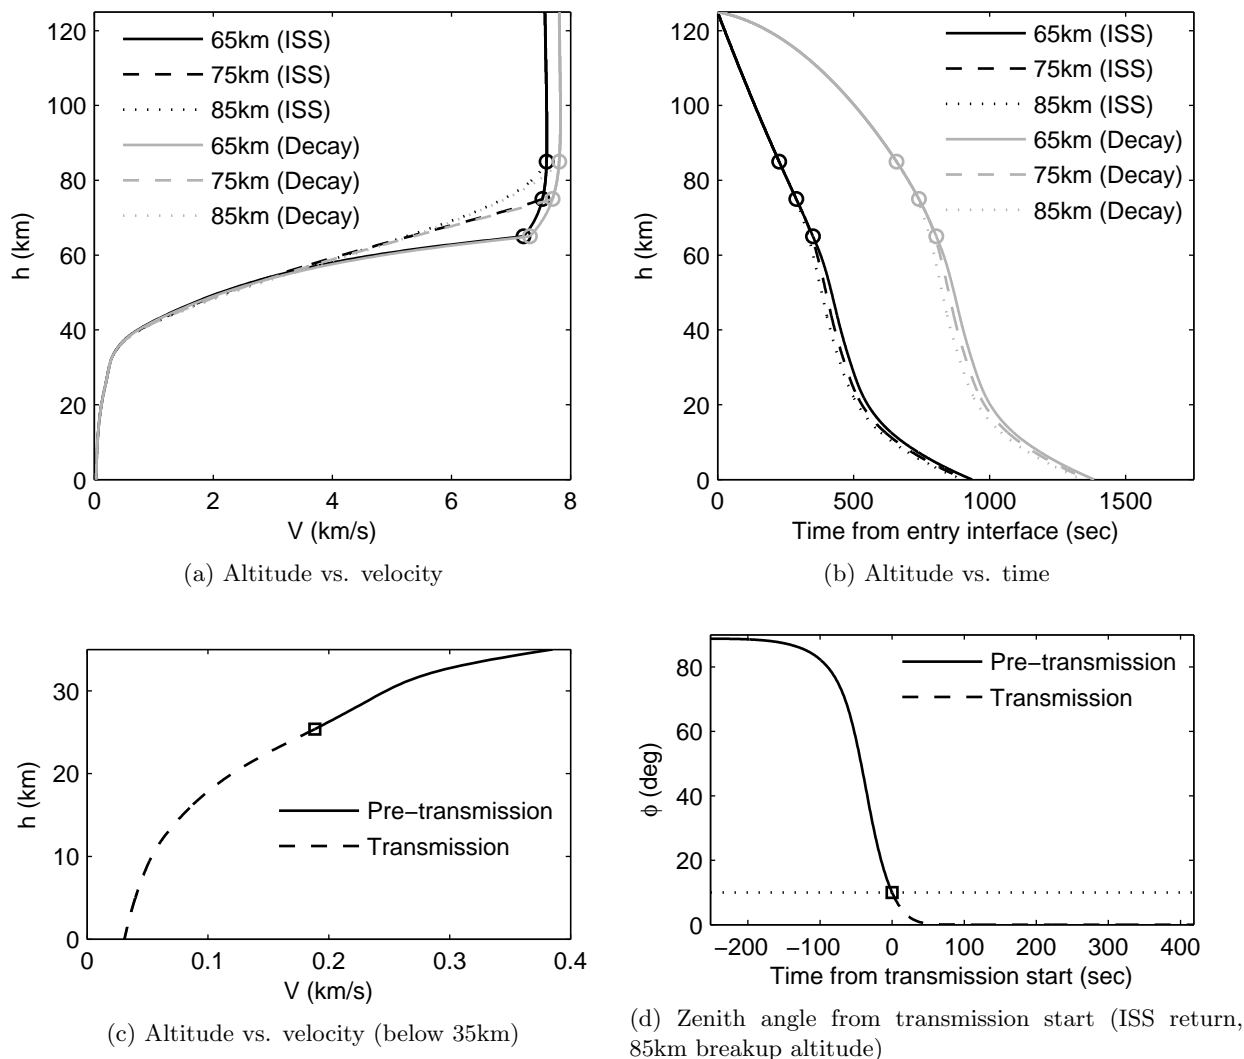 120
100
80
60
40
20
0
h (km)
65km (ISS)
75km (ISS)
85km (ISS)
65km (Decay)
75km (Decay)
85km (Decay)
0 2 4 6 8
V (km/s)
(a) Altitude vs. velocity
120
100
80
60
40
20
0
h (km)
65km (ISS)
75km (ISS)
85km (ISS)
65km (Decay)
75km (Decay)
85km (Decay)
0 500 1000 1500
Time from entry interface (sec)
(b) Altitude vs. time
30
20
10
0
h (km)
Pre−transmission
Transmission
0 0.1 0.2 0.3 0.4
V (km/s)
(c) Altitude vs. velocity (below 35km)
80
60
40
20
0
ϕ (deg)
Pre−transmission
Transmission
−200 −100 0 100 200 300 400
Time from transmission start (sec)
(d) Zenith angle from transmission start (ISS return,
85km breakup altitude)